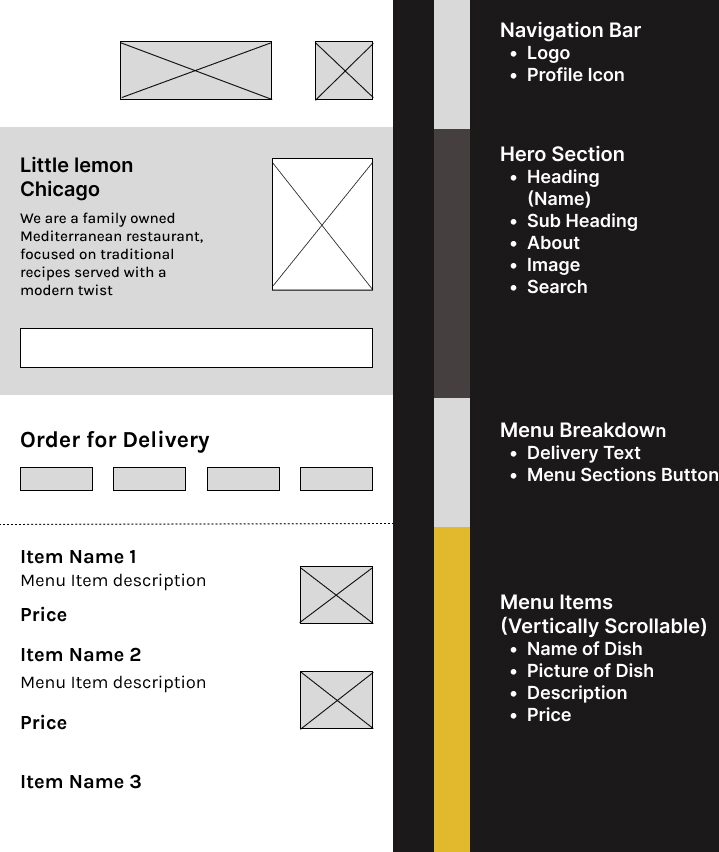 Little lemon
Chicago
We are a family owned
Mediterranean restaurant,
focused on traditional
recipes served with a
modern twist
Order for Delivery
Item Name 1
Menu Item description
Price
Item Name 2
Menu Item description
Price
Item Name 3
Navigation Bar
• Logo
• Profile Icon
Hero Section
• Heading
(Name)
• Sub Heading
• About
• Image
• Search
Menu Breakdown
• Delivery Text
• Menu Sections Button
Menu Items
(Vertically Scrollable)
• Name of Dish
• Picture of Dish
• Description
• Price